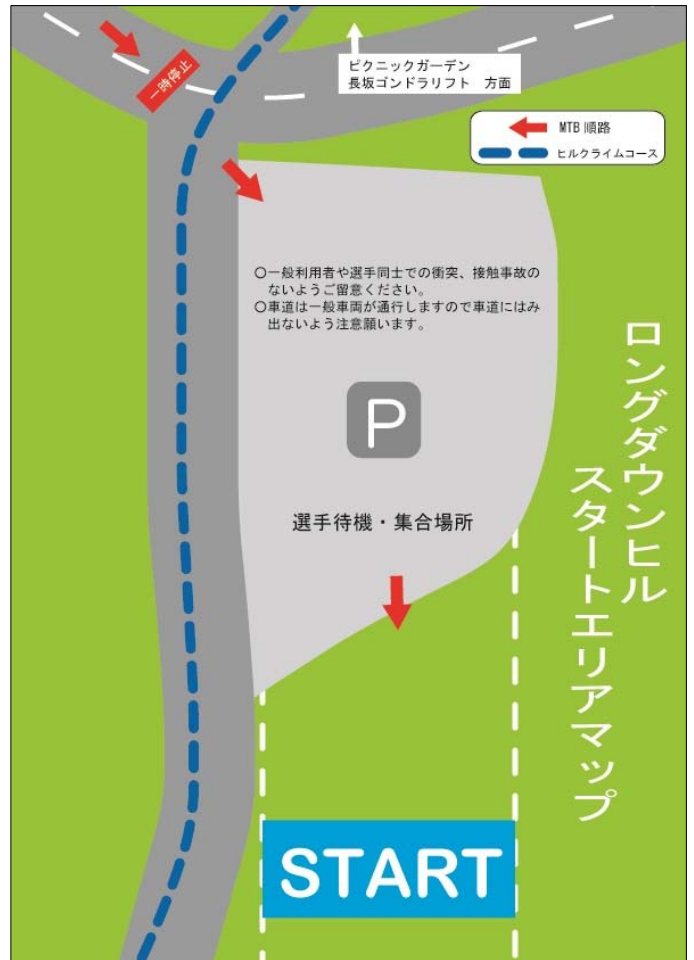 ピクニックガーデン
長坂ゴンドラリフト 方面
一時停止
MTB 順路
ヒルクライムコース
○一般利用者や選手同士での衝突、接触事故の
ないようご留意ください。
○車道は一般車両が通行しますので車道にはみ
出ないよう注意願います。
P
選手待機・集合場所
ロングダウンヒル
スタートエリアマップ
START